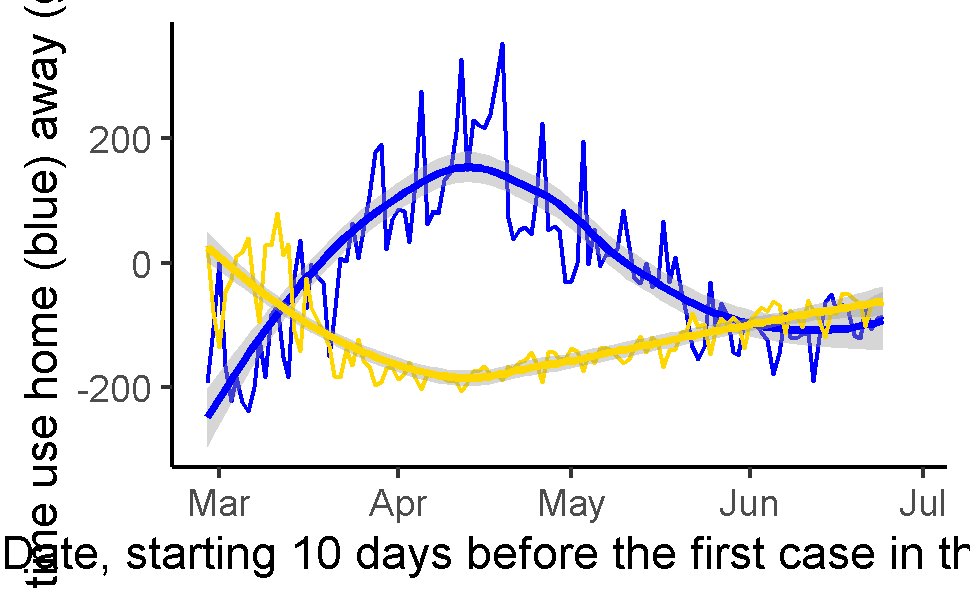 time use home (blue) away (
200
0
-200
Mar Apr May Jun Jul
Date, starting 10 days before the first case in th